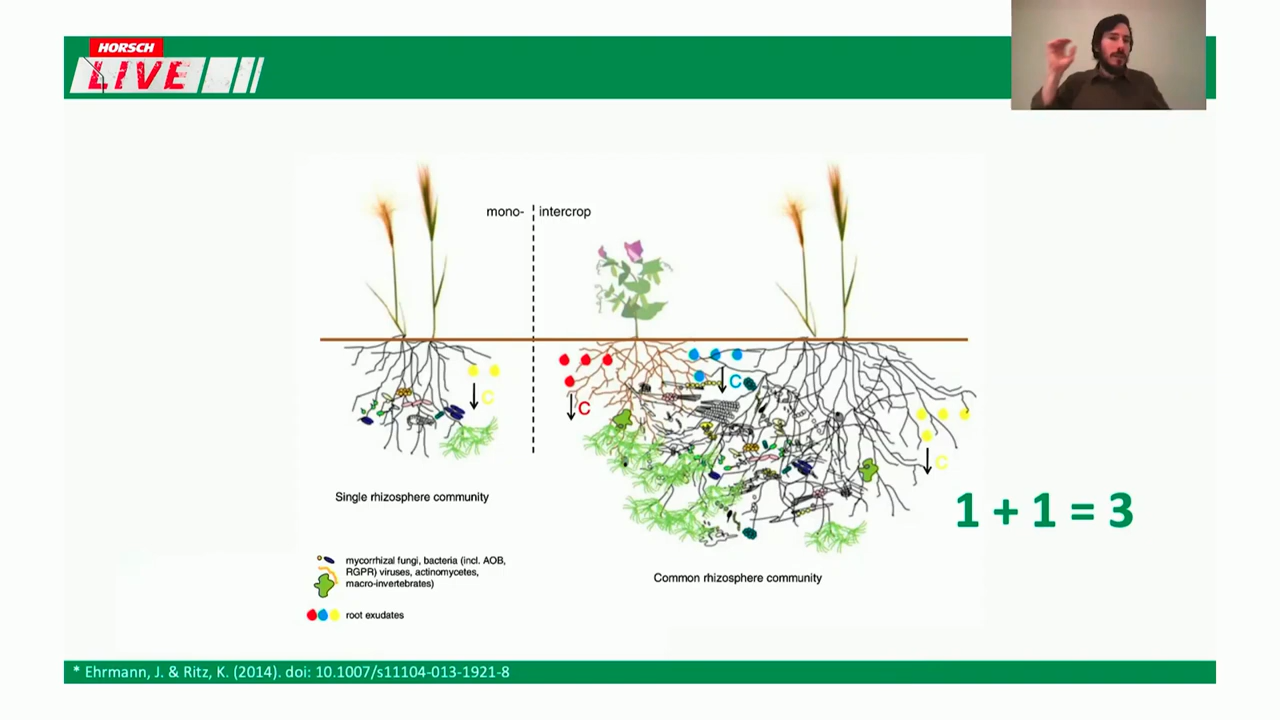 HORSCH
LIVE
mono- intercrop
C
C
C
C
1 + 1 = 3
Single rhizosphere community
Common rhizosphere community
mycorrhizal fungi, bacteria (incl. AOB,
RGPR) viruses, actinomycetes,
macro-invertebrates)
root exudates
* Ehrmann, J. & Ritz, K. (2014). doi: 10.1007/s11104-013-1921-8